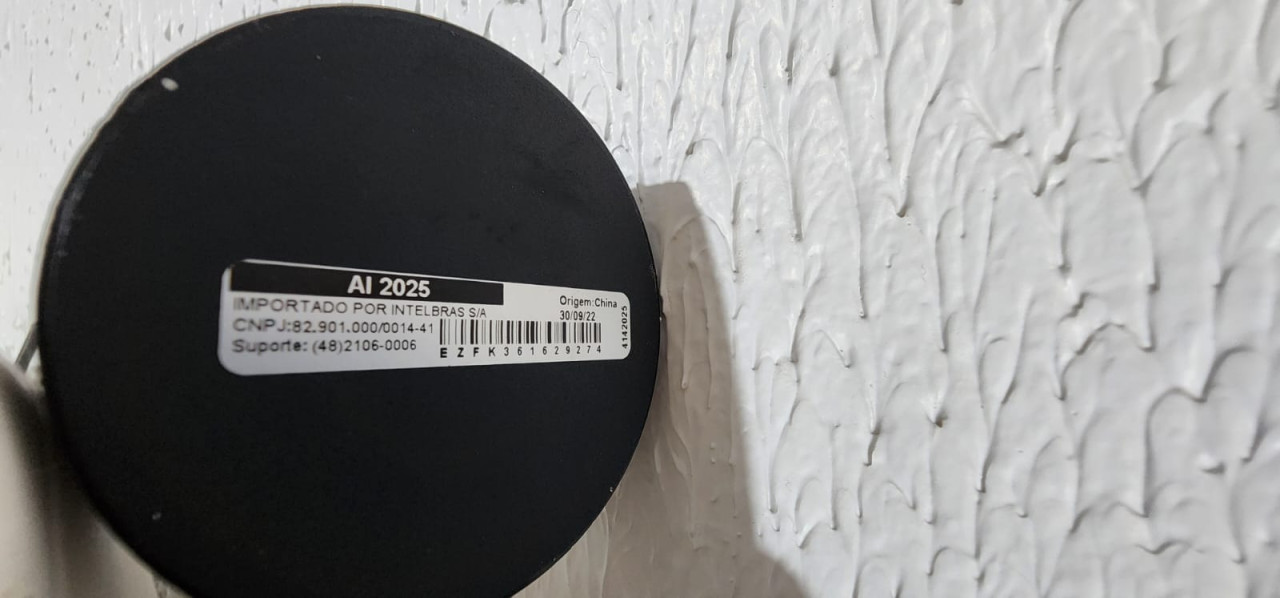 AI 2025
IMPORTADO POR INTELBRAS S/A
CNPJ:82.901.000/0014-41
Suporte: (48)2106-0006
Origem:China
30/09/22
EZFK361629274
4142025